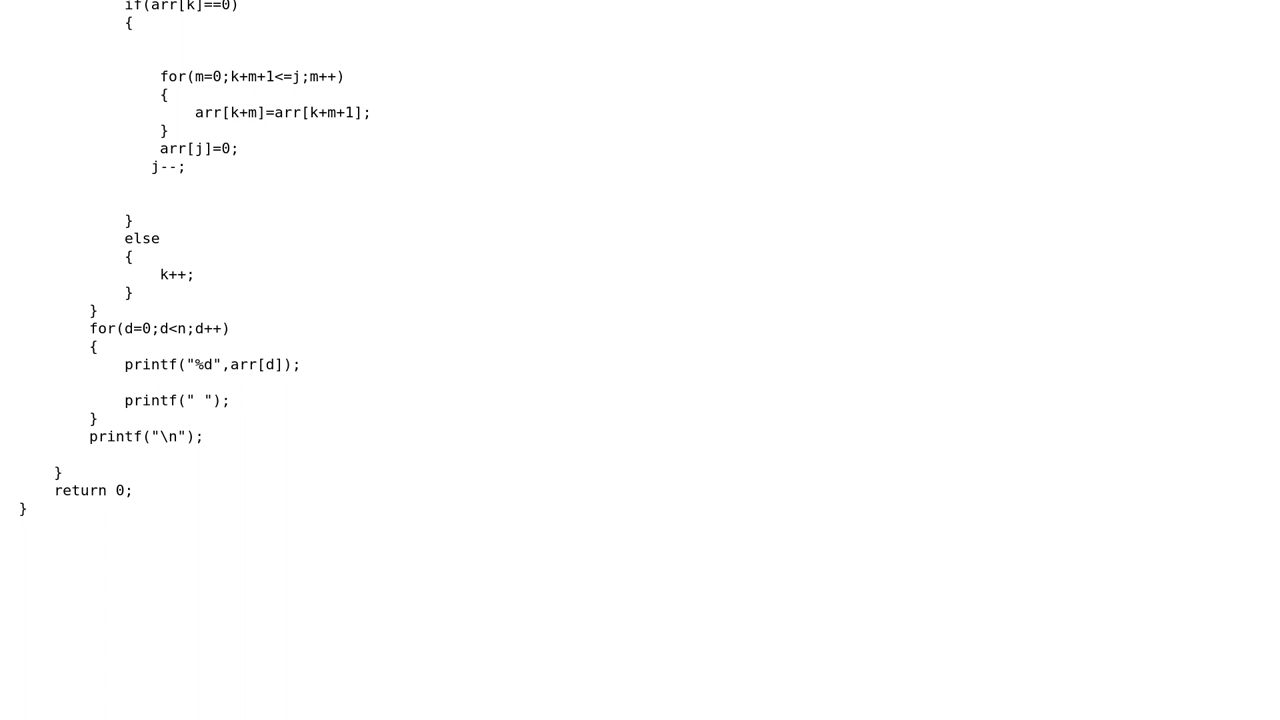 if(arr[k]==0)
{
for(m=0;k+m+1<=j;m++)
{
arr[k+m]=arr[k+m+1];
}
arr[j]=0;
j--;
}
else
{
k++;
}
}
for(d=0;d<n;d++)
{
printf("%d",arr[d]);
printf(" ");
}
printf("\n");
}
return 0;
}